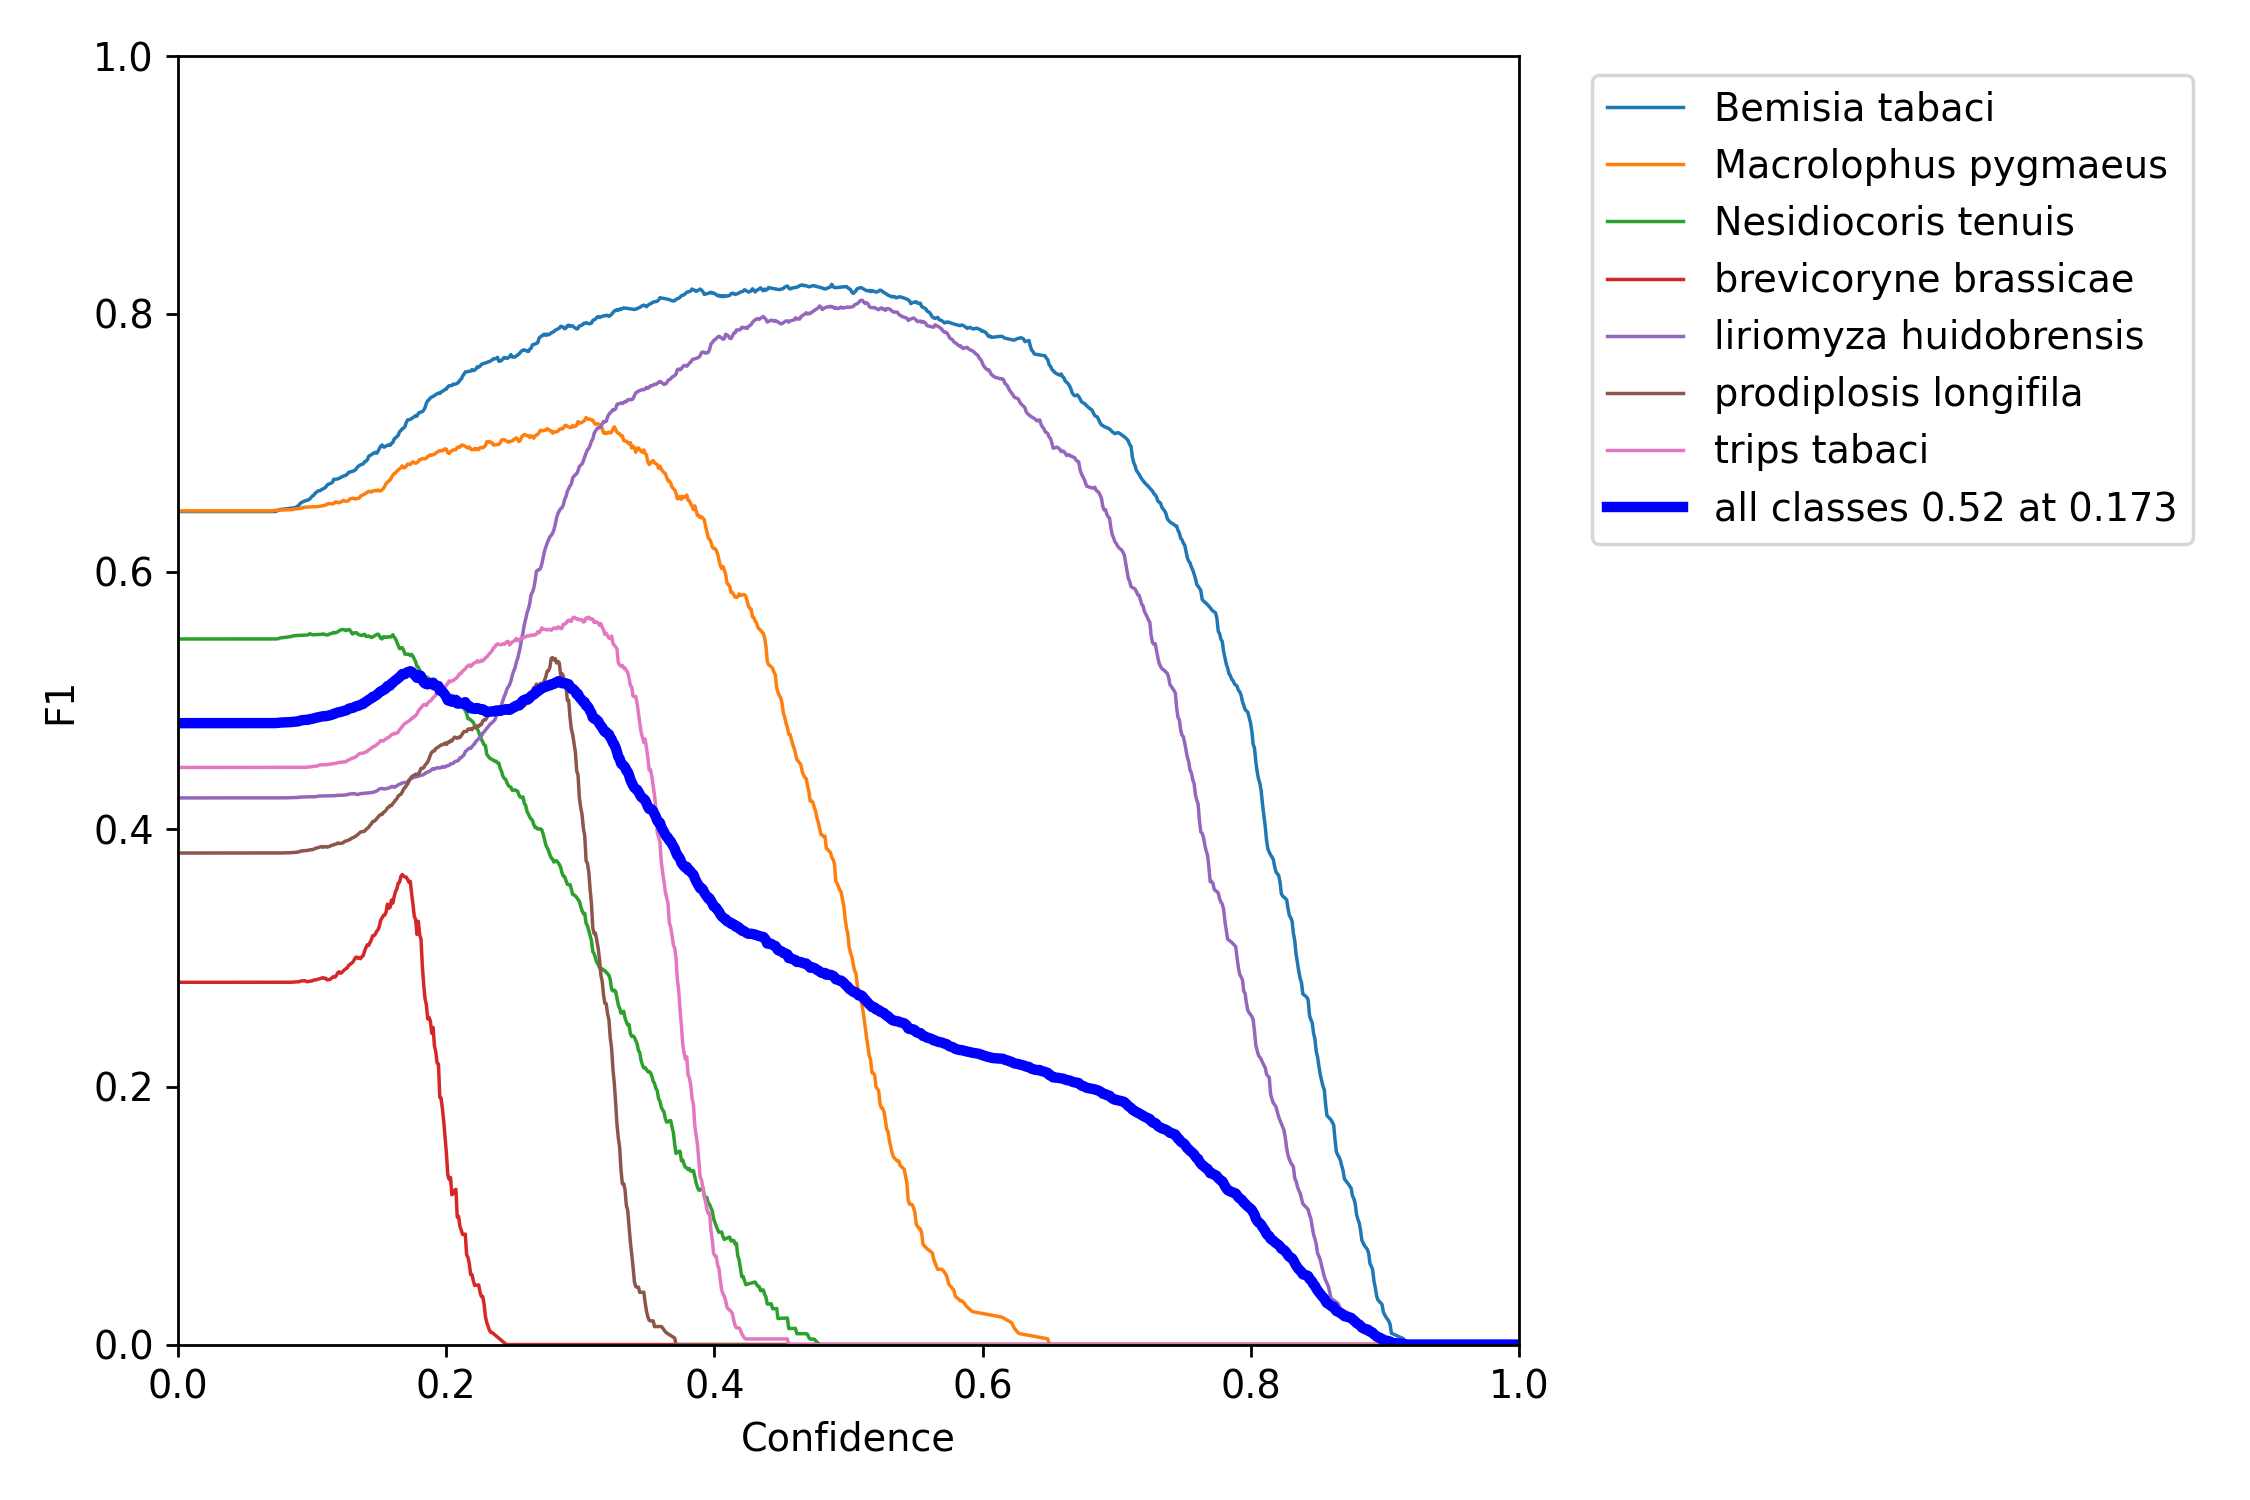 1.0
0.8
0.6
0.4
0.2
0.0
F1
0.0 0.2 0.4 0.6 0.8 1.0
Confidence
Bemisia tabaci
Macrolophus pygmaeus
Nesidiocoris tenuis
brevicoryne brassicae
liriomyza huidobrensis
prodiplosis longifila
trips tabaci
all classes 0.52 at 0.173